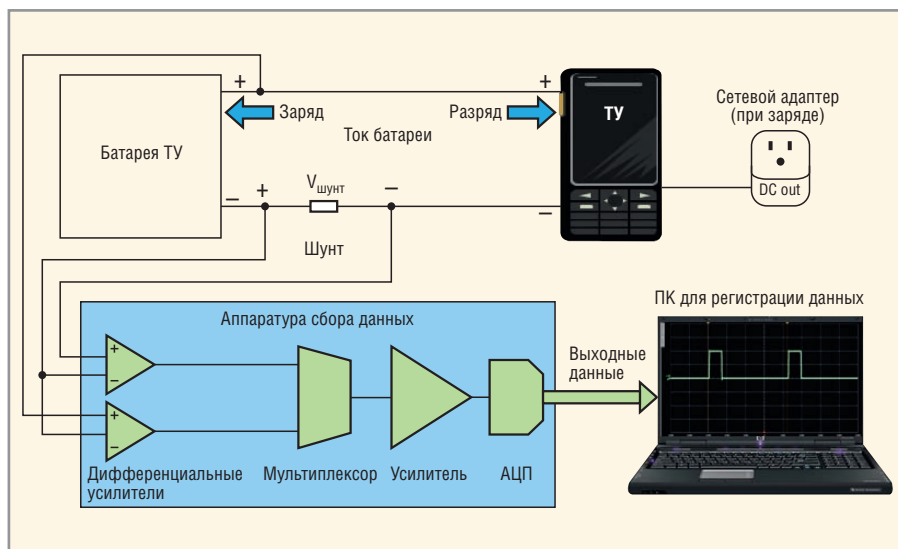 +
+
Заряд
Разряд
ТУ
Сетевой адаптер
(при заряде)
Ток батареи
Батарея ТУ
DC out
−
+
Vшунт
−
−
Шунт
ПК для регистрации данных
Аппаратура сбора данных
Выходные
данные
+
−
+
−
Дифференциальные
усилители
Мультиплексор
Усилитель
АЦП